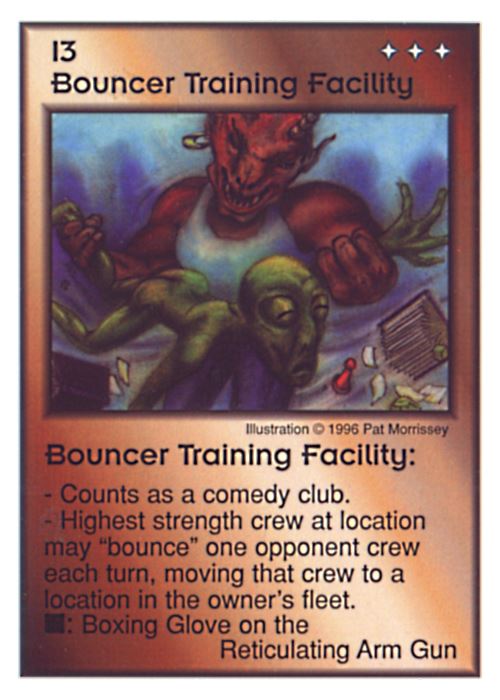 13
Bouncer Training Facility
Illustration © 1996 Pat Morrissey
Bouncer Training Facility:
- Counts as a comedy club.
- Highest strength crew at location
may “bounce” one opponent crew
each turn, moving that crew to a
location in the owner's fleet.
■: Boxing Glove on the
Reticulating Arm Gun